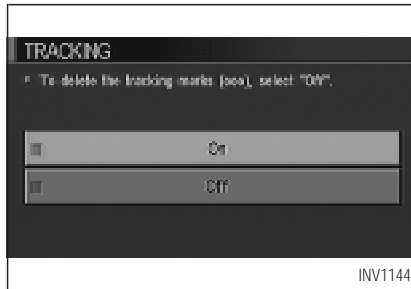 TRACKING
To delete the tracking marks (ooo), select "Off".
On
Off
INV1144